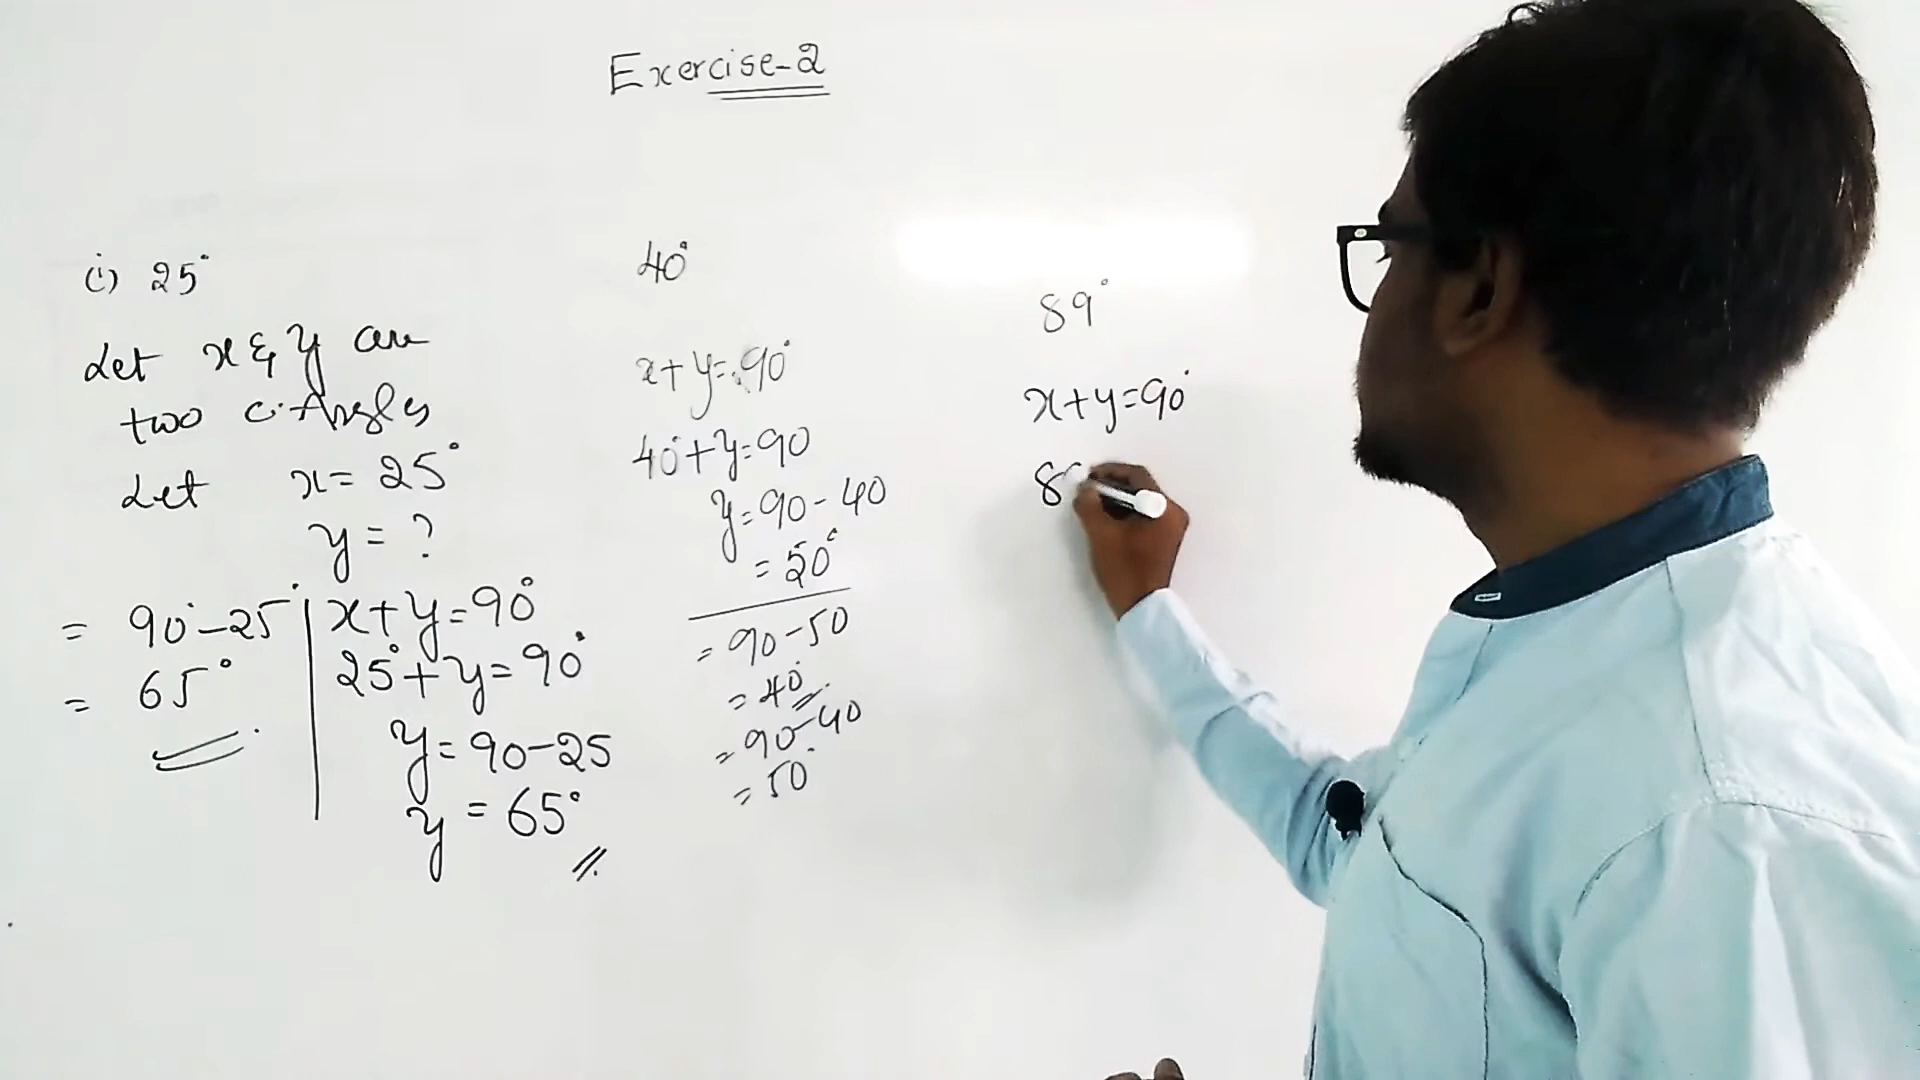 Exercise-2
(i) 25°
Let x & y are
two c. Angles
Let x = 25°
y = ?
= 90° - 25°
= 65°
x + y = 90°
25° + y = 90°
y = 90 - 25
y = 65°
40°
x + y = 90°
40° + y = 90
y = 90 - 40
= 50°
= 90 - 50
= 40°
= 90 - 40
= 50
89°
x + y = 90°
8